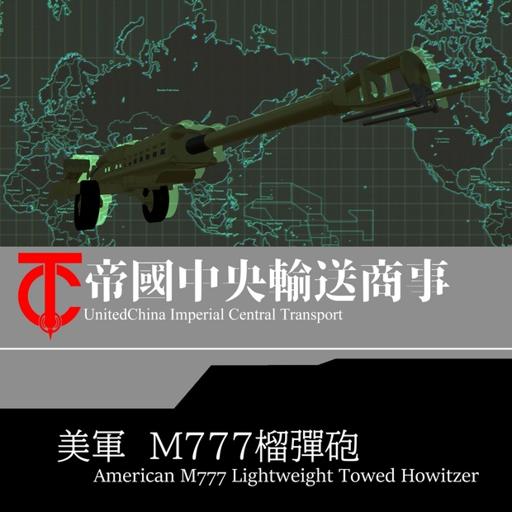 帝國中央輸送商事
UnitedChina Imperial Central Transport
美軍 M777榴彈砲
American M777 Lightweight Towed Howitzer